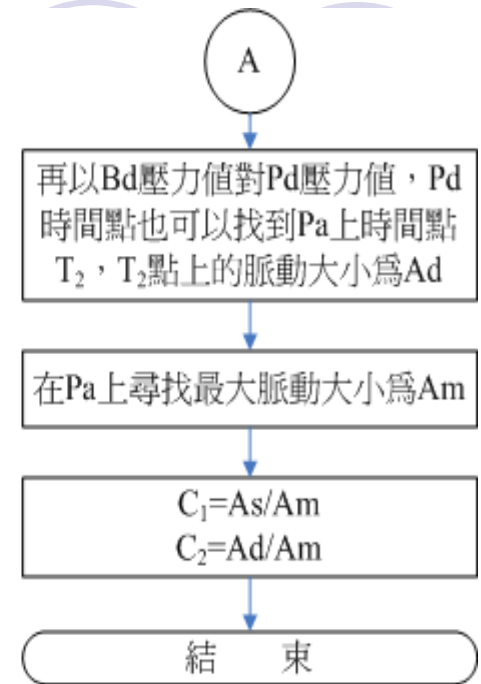 A
再以Bd壓力值對Pd壓力值，Pd
時間點也可以找到Pa上時間點
T₂，T₂點上的脈動大小爲Ad
在Pa上尋找最大脈動大小爲Am
C₁=As/Am
C₂=Ad/Am
結 束